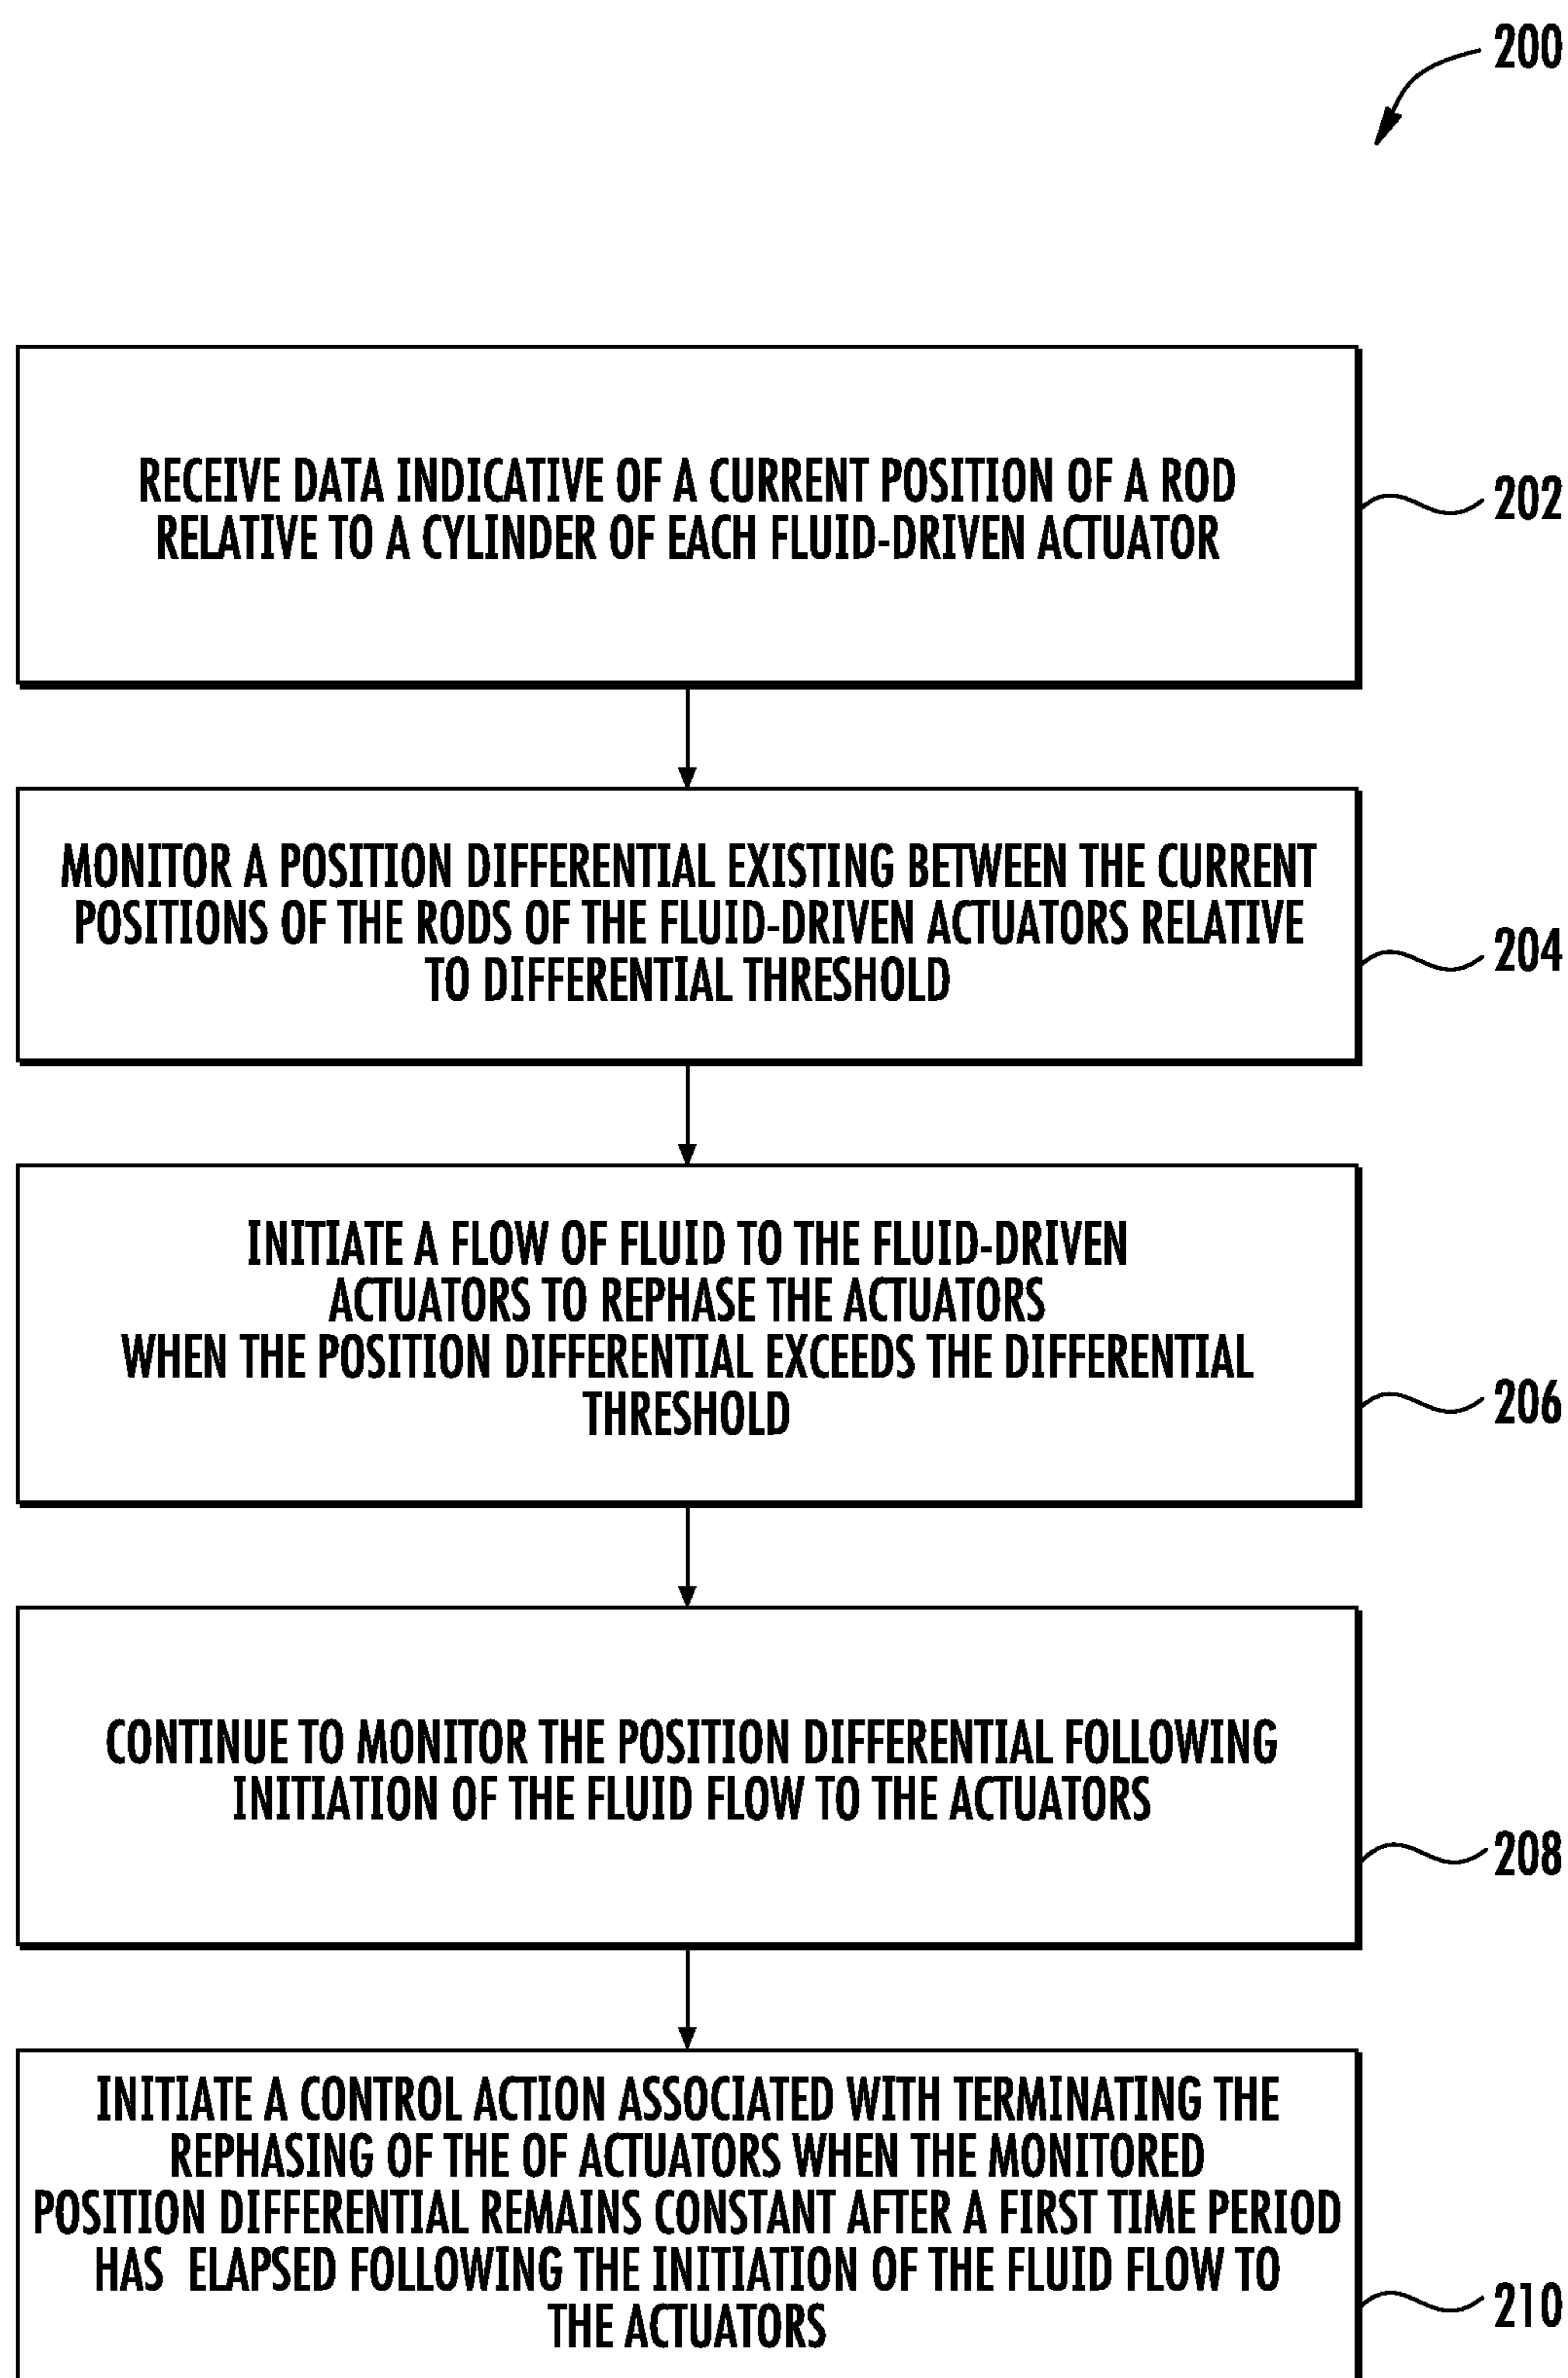 200
RECEIVE DATA INDICATIVE OF A CURRENT POSITION OF A ROD
RELATIVE TO A CYLINDER OF EACH FLUID-DRIVEN ACTUATOR
202
MONITOR A POSITION DIFFERENTIAL EXISTING BETWEEN THE CURRENT
POSITIONS OF THE RODS OF THE FLUID-DRIVEN ACTUATORS RELATIVE
TO DIFFERENTIAL THRESHOLD
204
INITIATE A FLOW OF FLUID TO THE FLUID-DRIVEN
ACTUATORS TO REPHASE THE ACTUATORS
WHEN THE POSITION DIFFERENTIAL EXCEEDS THE DIFFERENTIAL
THRESHOLD
206
CONTINUE TO MONITOR THE POSITION DIFFERENTIAL FOLLOWING
INITIATION OF THE FLUID FLOW TO THE ACTUATORS
208
INITIATE A CONTROL ACTION ASSOCIATED WITH TERMINATING THE
REPHASING OF THE OF ACTUATORS WHEN THE MONITORED
POSITION DIFFERENTIAL REMAINS CONSTANT AFTER A FIRST TIME PERIOD
HAS ELAPSED FOLLOWING THE INITIATION OF THE FLUID FLOW TO
THE ACTUATORS
210